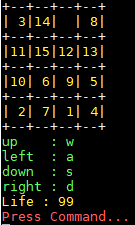 +--+--+--+--+
| 3|14|  | 8|
+--+--+--+--+
|11|15|12|13|
+--+--+--+--+
|10| 6| 9| 5|
+--+--+--+--+
| 2| 7| 1| 4|
+--+--+--+--+
up    : w
left  : a
down  : s
right : d
Life : 99
Press Command...